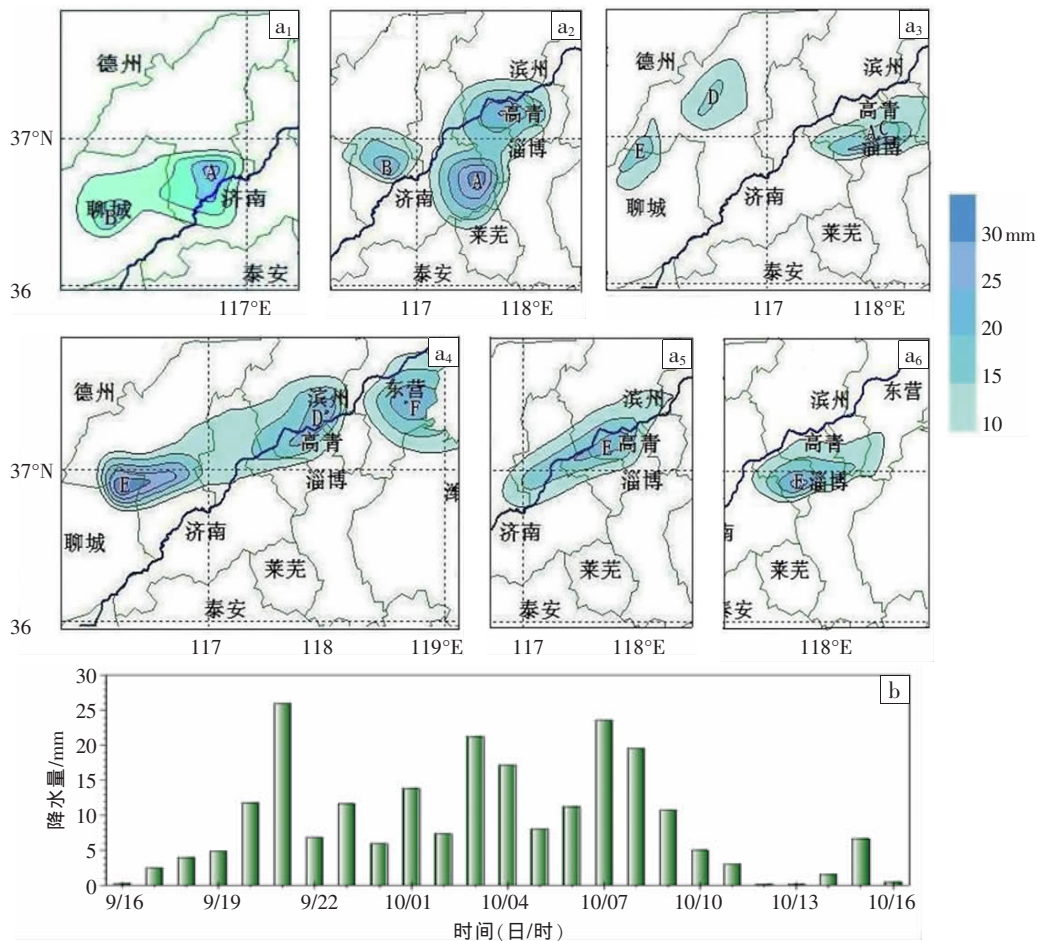 a1
德州
37°N
A
聊城
B
济南
泰安
36
117°E
a2
滨州
高青
淄博
B
A
济南
莱芜
泰安
117
118°E
a3
德州
滨州
D
高青
A C
E
淄博
聊城
莱芜
泰安
117
118°E
30 mm
25
20
15
10
a4
德州
滨州
东营
D
F
高青
37°N
E
淄博
济南
聊城
莱芜
泰安
36
117
118
119°E
a5
滨州
E 高青
淄博
济南
莱芜
泰安
117
118°E
a6
滨州
东营
高青
E 淄博
南
莱芜
泰安
118°E
b
降水量/mm
30
25
20
15
10
5
0
9/16
9/19
9/22
10/01
10/04
10/07
10/10
10/13
10/16
时间(日/时)